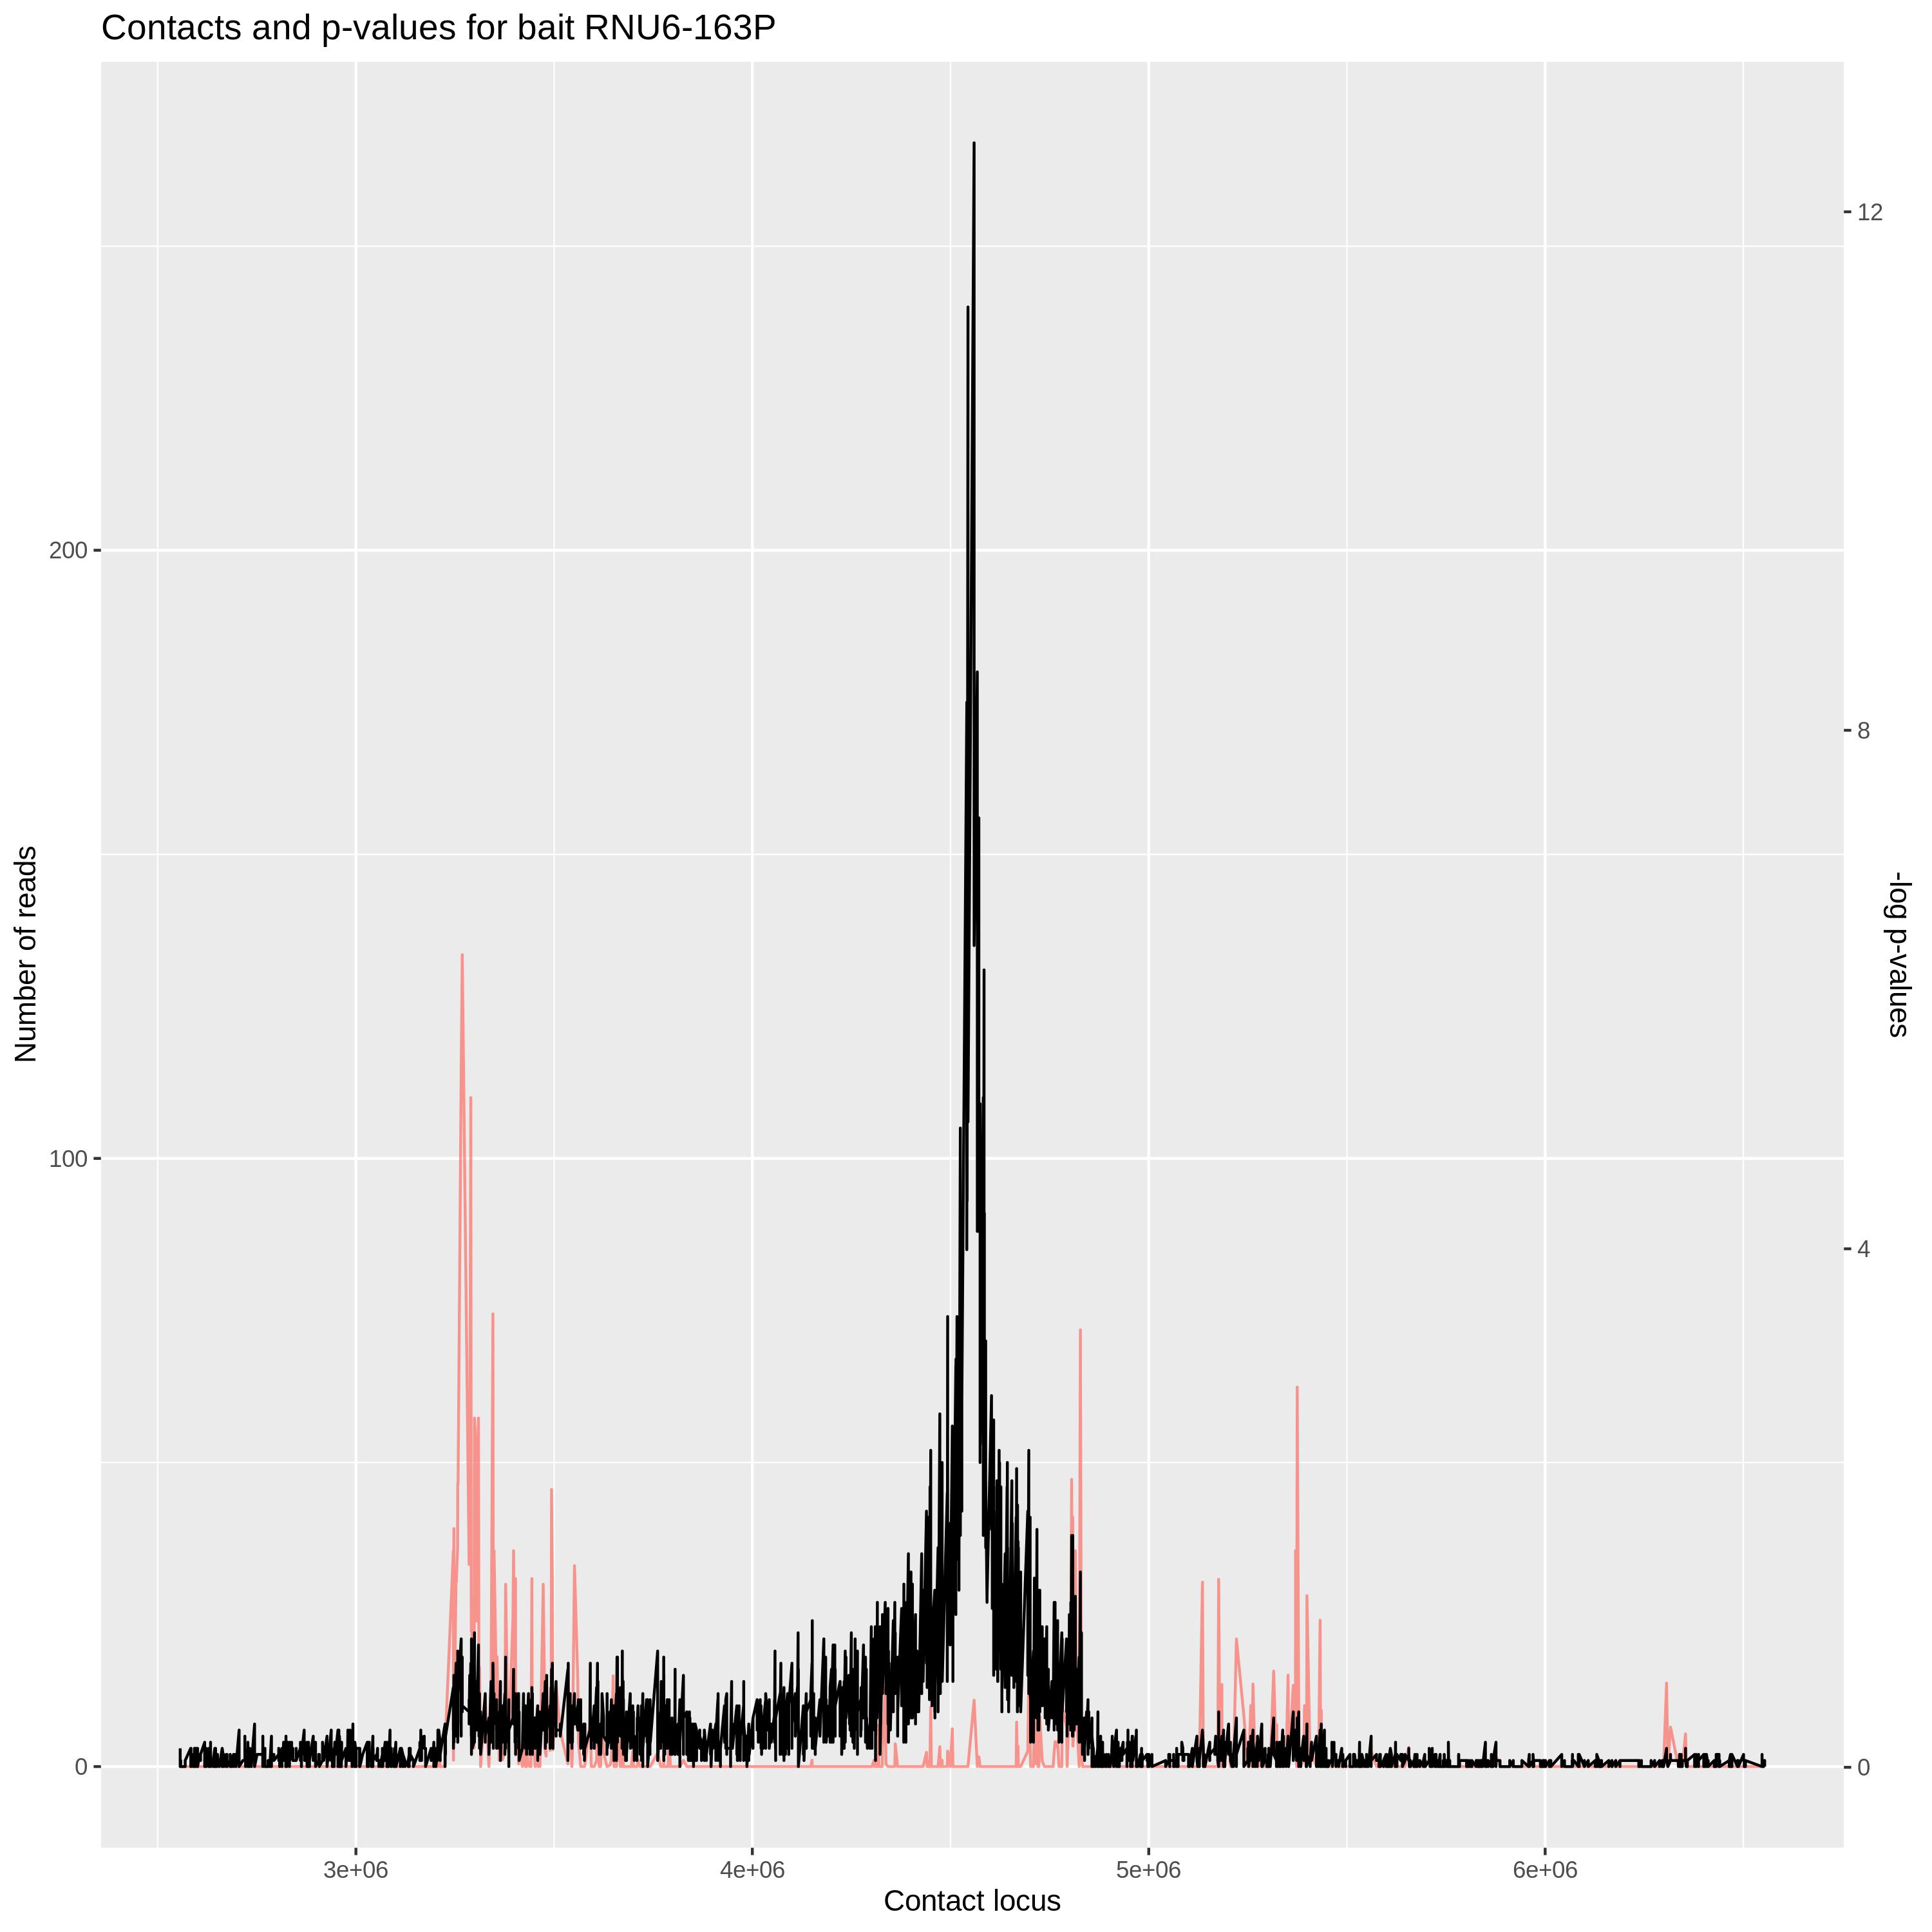 Contacts and p-values for bait RNU6-163P
Number of reads
200
100
0
12
8
4
0
-log p-values
3e+06
4e+06
5e+06
6e+06
Contact locus